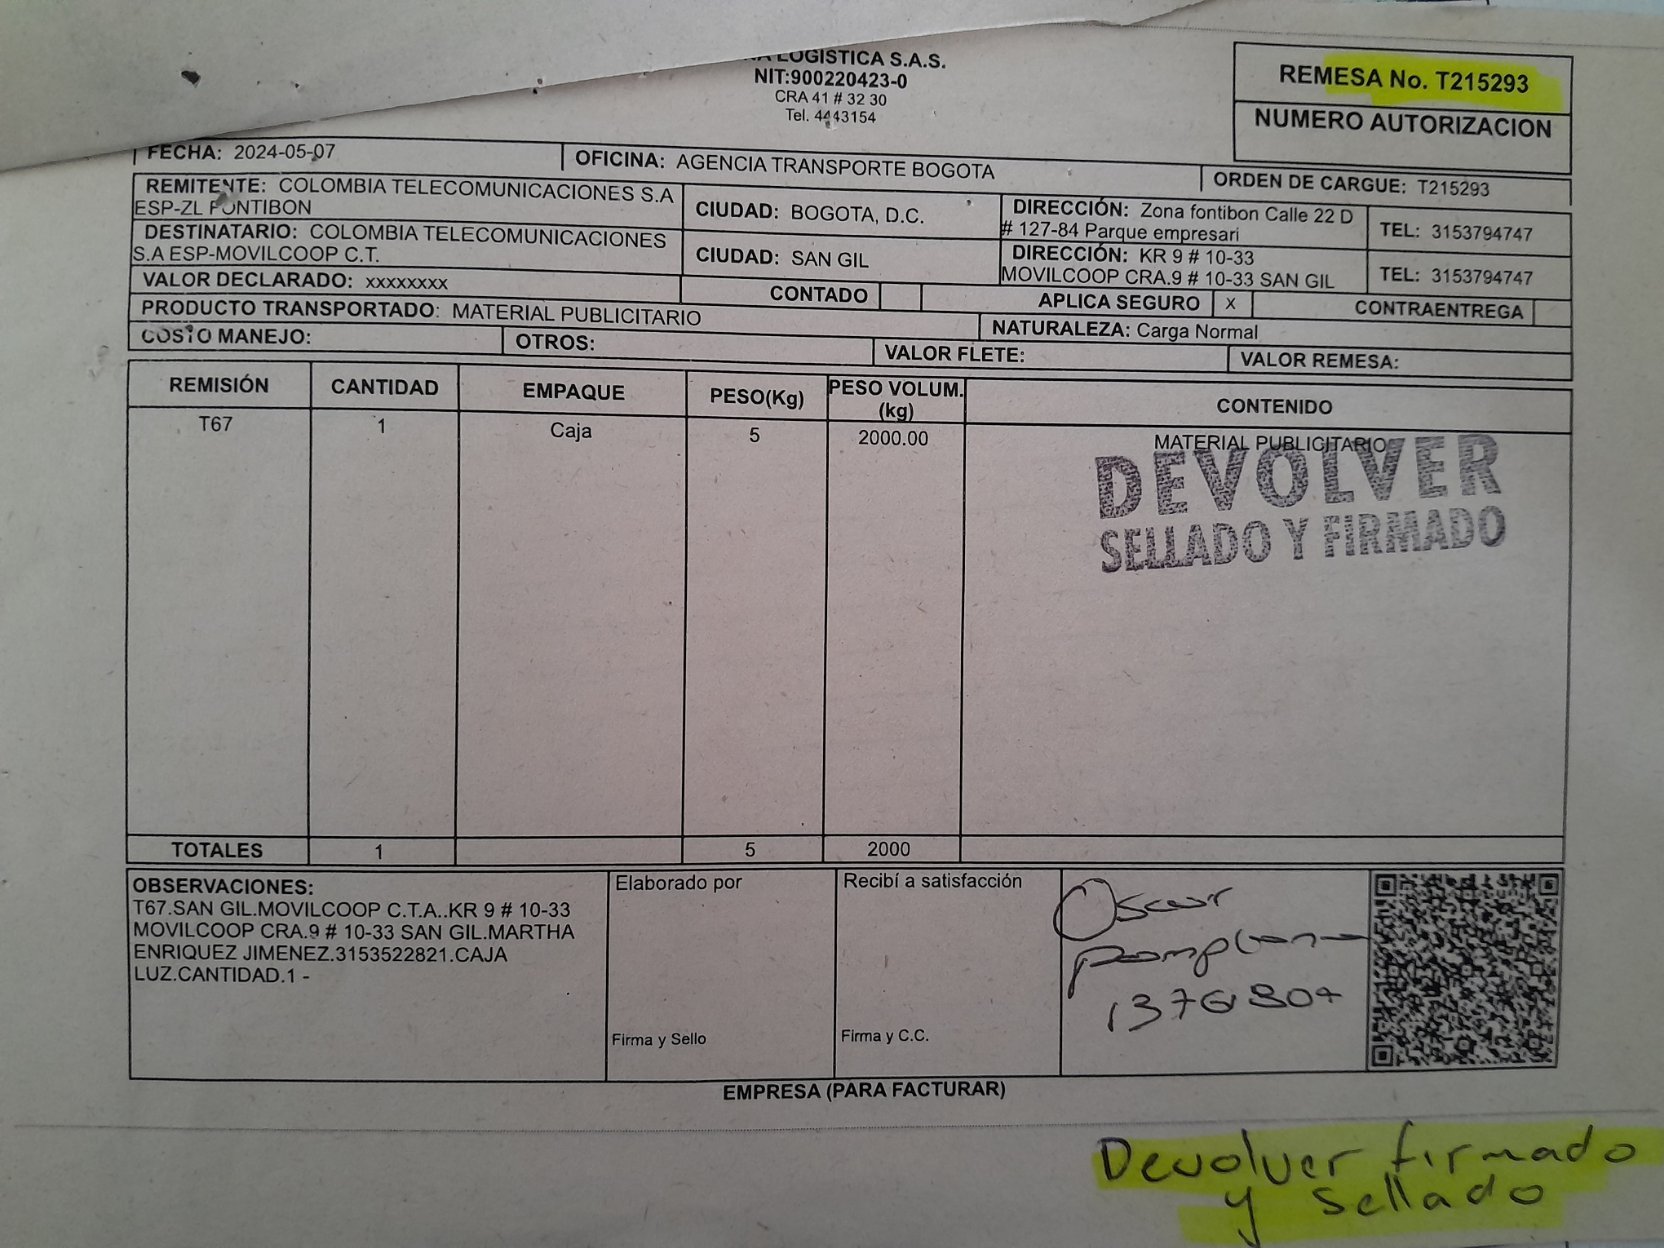 LOGISTICA S.A.S.
NIT:900220423-0
CRA 41 # 32 30
Tel. 4443154
REMESA No. T215293
NUMERO AUTORIZACION
FECHA: 2024-05-07
OFICINA: AGENCIA TRANSPORTE BOGOTA
ORDEN DE CARGUE: T215293
REMITENTE: COLOMBIA TELECOMUNICACIONES S.A
ESP-ZL FONTIBON
CIUDAD: BOGOTA, D.C.
DIRECCIÓN: Zona fontibon Calle 22 D
# 127-84 Parque empresari
TEL: 3153794747
DESTINATARIO: COLOMBIA TELECOMUNICACIONES
S.A ESP-MOVILCOOP C.T.
CIUDAD: SAN GIL
DIRECCIÓN: KR 9 # 10-33
MOVILCOOP CRA.9 # 10-33 SAN GIL
TEL: 3153794747
VALOR DECLARADO: xxxxxxxx
CONTADO
APLICA SEGURO x
CONTRAENTREGA
PRODUCTO TRANSPORTADO: MATERIAL PUBLICITARIO
NATURALEZA: Carga Normal
COSTO MANEJO:
OTROS:
VALOR FLETE:
VALOR REMESA:
REMISIÓN CANTIDAD EMPAQUE PESO(Kg) PESO VOLUM. (kg) CONTENIDO
T67 1 Caja 5 2000.00 MATERIAL PUBLICITARIO
DEVOLVER
SELLADO Y FIRMADO
TOTALES 1 5 2000
OBSERVACIONES:
T67.SAN GIL.MOVILCOOP C.T.A..KR 9 # 10-33
MOVILCOOP CRA.9 # 10-33 SAN GIL.MARTHA
ENRIQUEZ JIMENEZ.3153522821.CAJA
LUZ.CANTIDAD.1 -
Elaborado por
Firma y Sello
Recibí a satisfacción
Firma y C.C.
Oscar
EMPRESA (PARA FACTURAR)
Devolver firmado
y sellado